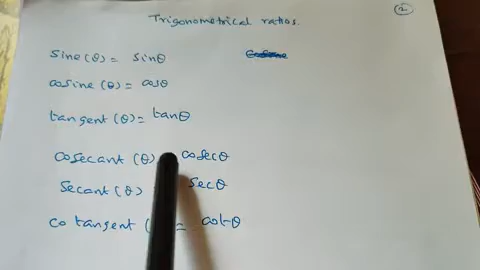 Trigonometrical ratios.
2
sine (θ) = sinθ
cosine (θ) = cosθ
tangent (θ) = tanθ
cosecant (θ) cosecθ
secant (θ) secθ
co tangent ( = cotθ